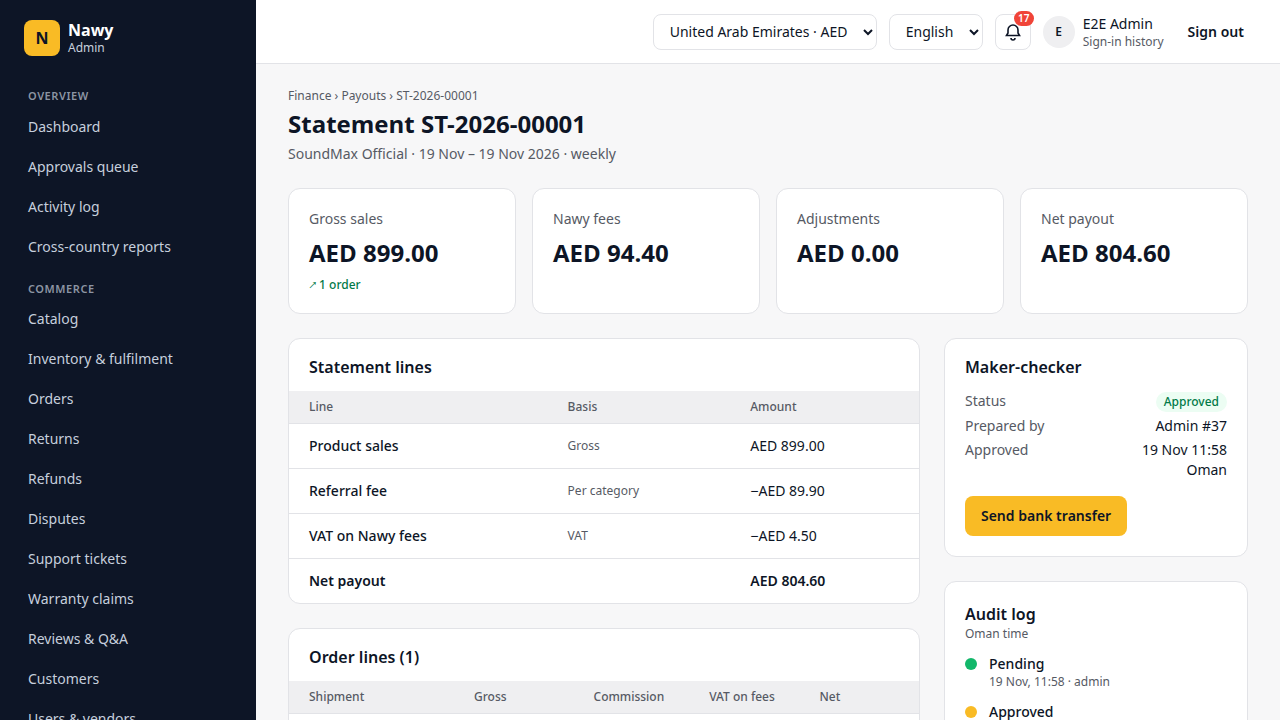 N
Nawy
Admin
OVERVIEW
Dashboard
Approvals queue
Activity log
Cross-country reports
COMMERCE
Catalog
Inventory & fulfilment
Orders
Returns
Refunds
Disputes
Support tickets
Warranty claims
Reviews & Q&A
Customers
Users & vendors
United Arab Emirates · AED
English
17
E
E2E Admin
Sign-in history
Sign out
Finance › Payouts › ST-2026-00001
Statement ST-2026-00001
SoundMax Official · 19 Nov – 19 Nov 2026 · weekly
Gross sales
AED 899.00
↗ 1 order
Nawy fees
AED 94.40
Adjustments
AED 0.00
Net payout
AED 804.60
Statement lines
Line Basis Amount
Product sales Gross AED 899.00
Referral fee Per category −AED 89.90
VAT on Nawy fees VAT −AED 4.50
Net payout AED 804.60
Order lines (1)
Shipment Gross Commission VAT on fees Net
Maker-checker
Status Approved
Prepared by Admin #37
Approved 19 Nov 11:58
Oman
Send bank transfer
Audit log
Oman time
Pending
19 Nov, 11:58 · admin
Approved